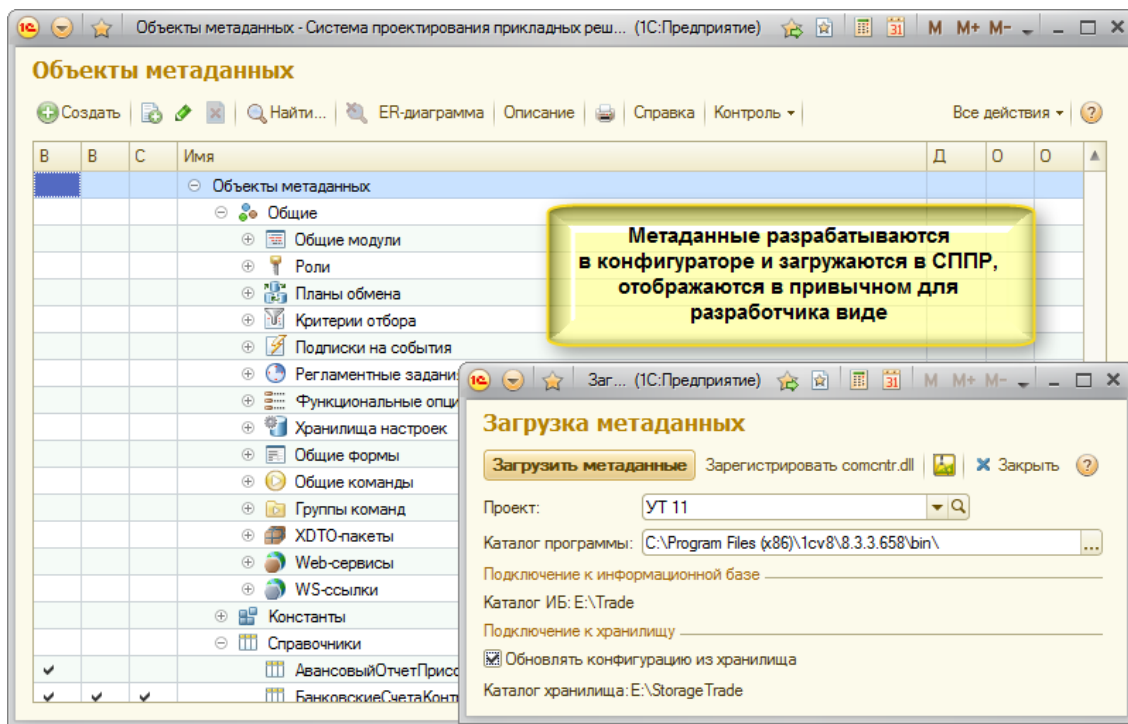 Объекты метаданных - Система проектирования прикладных реш... (1С:Предприятие) 31 M M+ M-
Объекты метаданных
Создать Найти... ER-диаграмма Описание Справка Контроль Все действия ?
В В С Имя Д О О
Объекты метаданных
Общие
Общие модули
Роли
Планы обмена
Критерии отбора
Подписки на события
Регламентные задани
Функциональные опци
Хранилища настроек
Общие формы
Общие команды
Группы команд
XDTO-пакеты
Web-сервисы
WS-ссылки
Константы
Справочники
АвансовыйОтчетПрисо
БанковскиеСчетаКонт
Метаданные разрабатываются
в конфигураторе и загружаются в СППР,
отображаются в привычном для
разработчика виде
Заг... (1С:Предприятие) 31 M M+ M-
Загрузка метаданных
Загрузить метаданные Зарегистрировать comcntr.dll Закрыть ?
Проект: УТ 11
Каталог программы: C:\Program Files (x86)\1cv8\8.3.3.658\bin\ ...
Подключение к информационной базе
Каталог ИБ: E:\Trade
Подключение к хранилищу
Обновлять конфигурацию из хранилища
Каталог хранилища: E:\StorageTrade